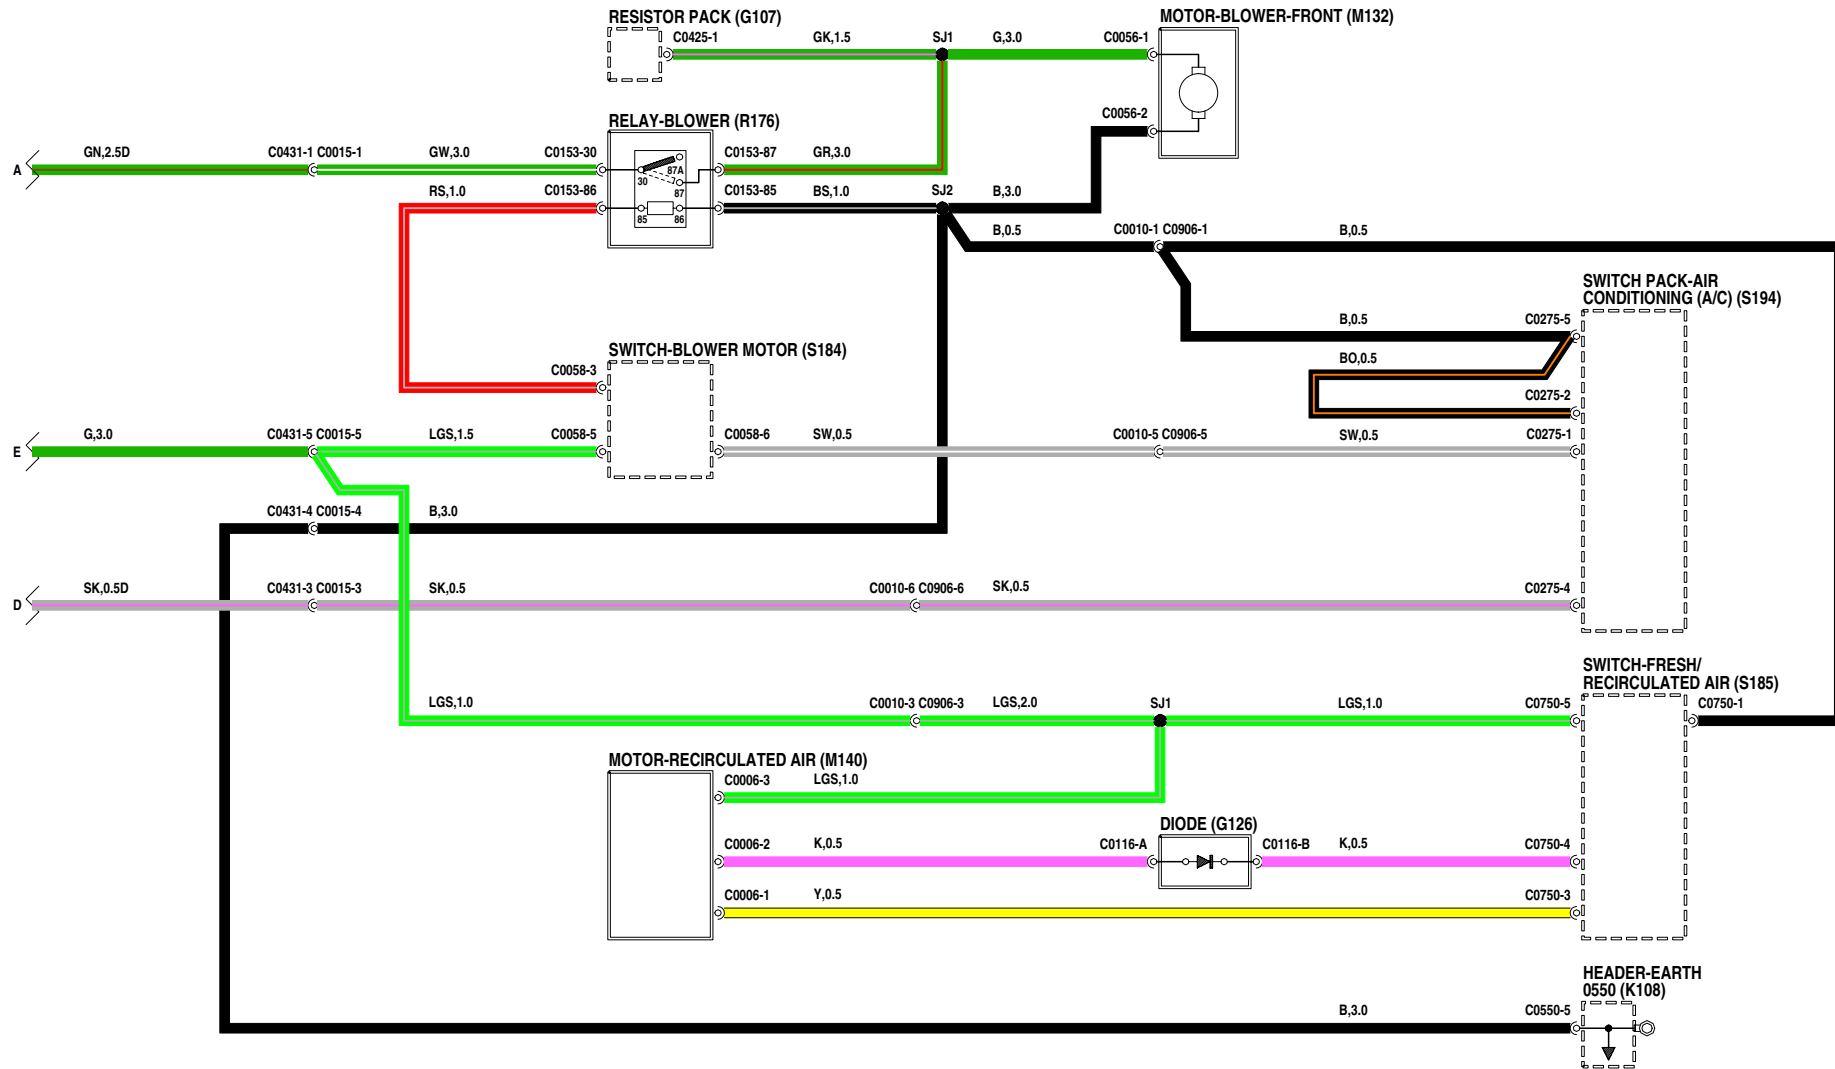 RESISTOR PACK (G107)
MOTOR-BLOWER-FRONT (M132)
C0425-1 GK,1.5 SJ1 G,3.0 C0056-1
C0056-2
RELAY-BLOWER (R176)
A GN,2.5D C0431-1 C0015-1 GW,3.0 C0153-30 C0153-87 GR,3.0
30 87A 87
RS,1.0 C0153-86 C0153-85 BS,1.0 SJ2 B,3.0
85 86
B,0.5 C0010-1 C0906-1 B,0.5
SWITCH PACK-AIR
CONDITIONING (A/C) (S194)
B,0.5 C0275-5
SWITCH-BLOWER MOTOR (S184)
BO,0.5
C0058-3
C0275-2
E G,3.0 C0431-5 C0015-5 LGS,1.5 C0058-5 C0058-6 SW,0.5 C0010-5 C0906-5 SW,0.5 C0275-1
C0431-4 C0015-4 B,3.0
D SK,0.5D C0431-3 C0015-3 SK,0.5 C0010-6 C0906-6 SK,0.5 C0275-4
SWITCH-FRESH/
RECIRCULATED AIR (S185)
LGS,1.0 C0010-3 C0906-3 LGS,2.0 SJ1 LGS,1.0 C0750-5 C0750-1
MOTOR-RECIRCULATED AIR (M140)
C0006-3 LGS,1.0
DIODE (G126)
C0006-2 K,0.5 C0116-A C0116-B K,0.5 C0750-4
C0006-1 Y,0.5 C0750-3
HEADER-EARTH
0550 (K108)
B,3.0 C0550-5